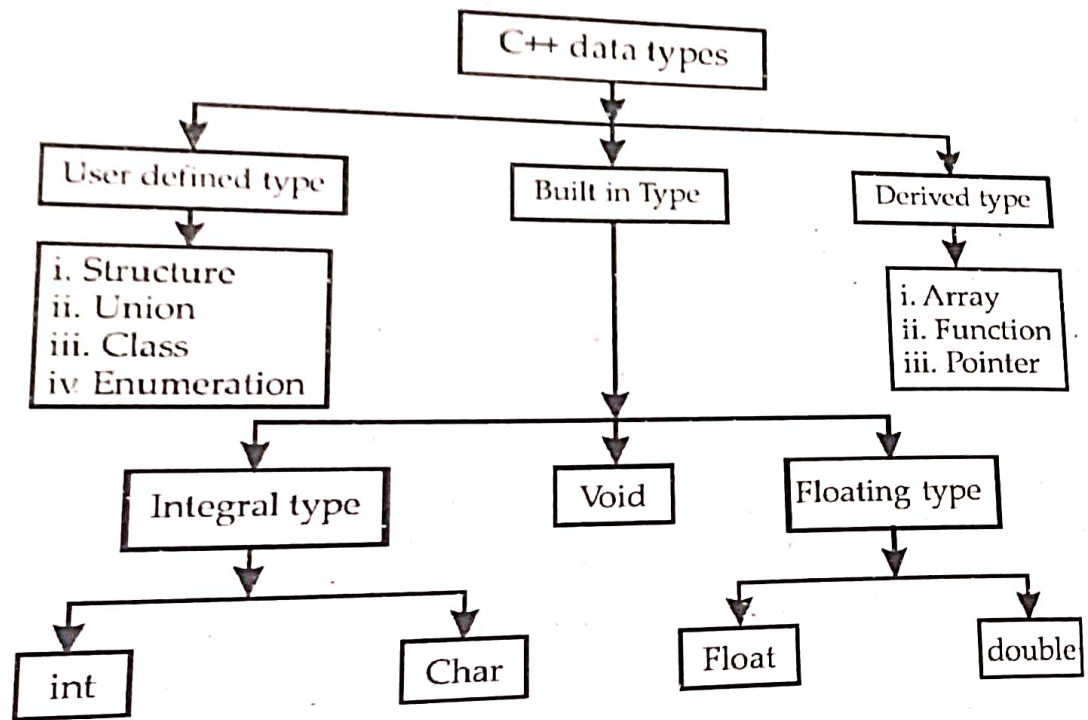 C++ data types
User defined type
Built in Type
Derived type
i. Structure
ii. Union
iii. Class
iv Enumeration
i. Array
ii. Function
iii. Pointer
Integral type
Void
Floating type
int
Char
Float
double